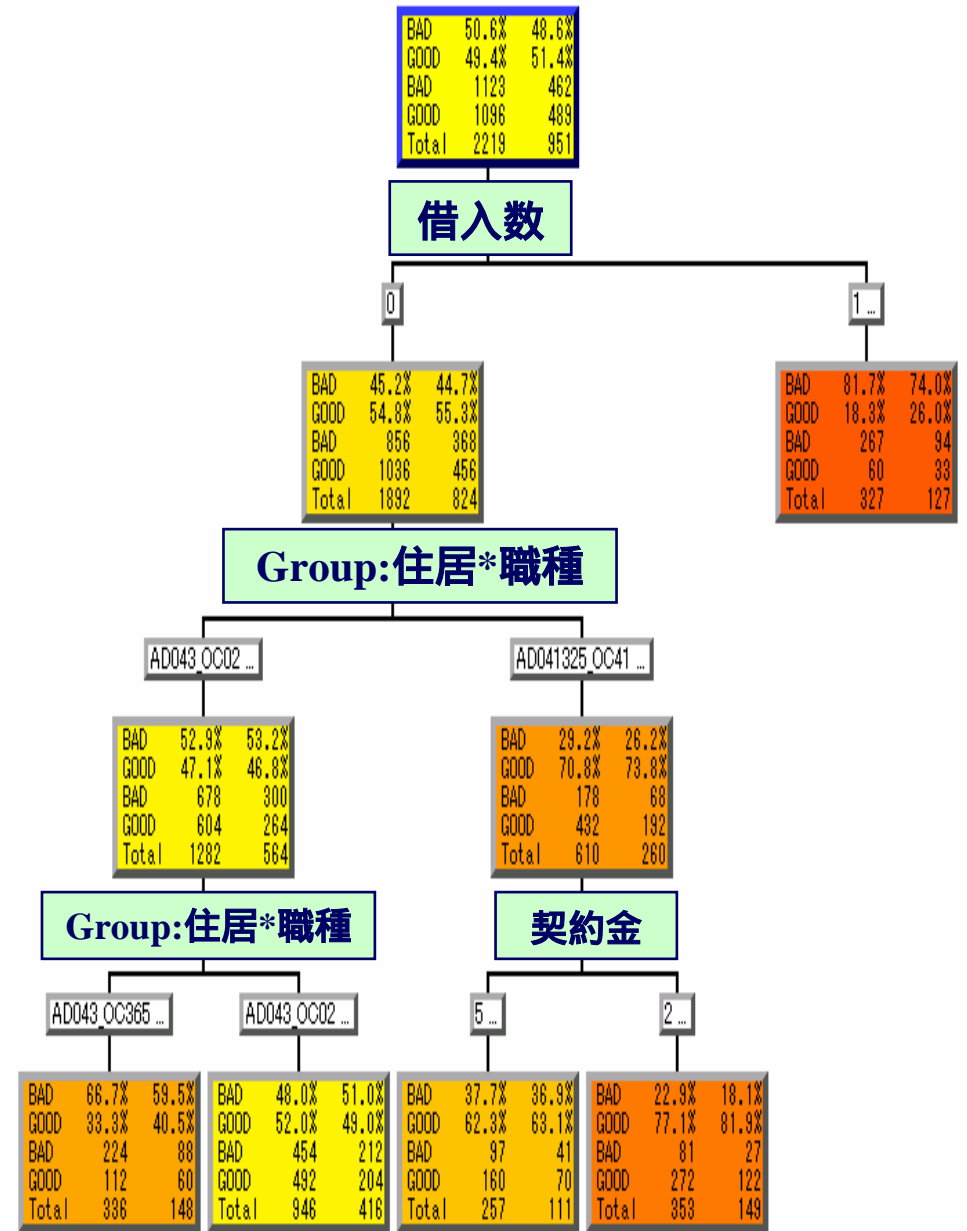 BAD 50.6% 48.6%
GOOD 49.4% 51.4%
BAD 1123 462
GOOD 1096 489
Total 2219 951
借入数
0
1 ...
BAD 45.2% 44.7%
GOOD 54.8% 55.3%
BAD 856 368
GOOD 1036 456
Total 1892 824
BAD 81.7% 74.0%
GOOD 18.3% 26.0%
BAD 267 94
GOOD 60 33
Total 327 127
Group:住居*職種
AD043_OC02 ...
AD041325_OC41 ...
BAD 52.9% 53.2%
GOOD 47.1% 46.8%
BAD 678 300
GOOD 604 264
Total 1282 564
BAD 29.2% 26.2%
GOOD 70.8% 73.8%
BAD 178 68
GOOD 432 192
Total 610 260
Group:住居*職種
契約金
AD043_OC365 ...
AD043_OC02 ...
5 ...
2 ...
BAD 66.7% 59.5%
GOOD 33.3% 40.5%
BAD 224 88
GOOD 112 60
Total 336 148
BAD 48.0% 51.0%
GOOD 52.0% 49.0%
BAD 454 212
GOOD 492 204
Total 946 416
BAD 37.7% 36.9%
GOOD 62.3% 63.1%
BAD 97 41
GOOD 160 70
Total 257 111
BAD 22.9% 18.1%
GOOD 77.1% 81.9%
BAD 81 27
GOOD 272 122
Total 353 149